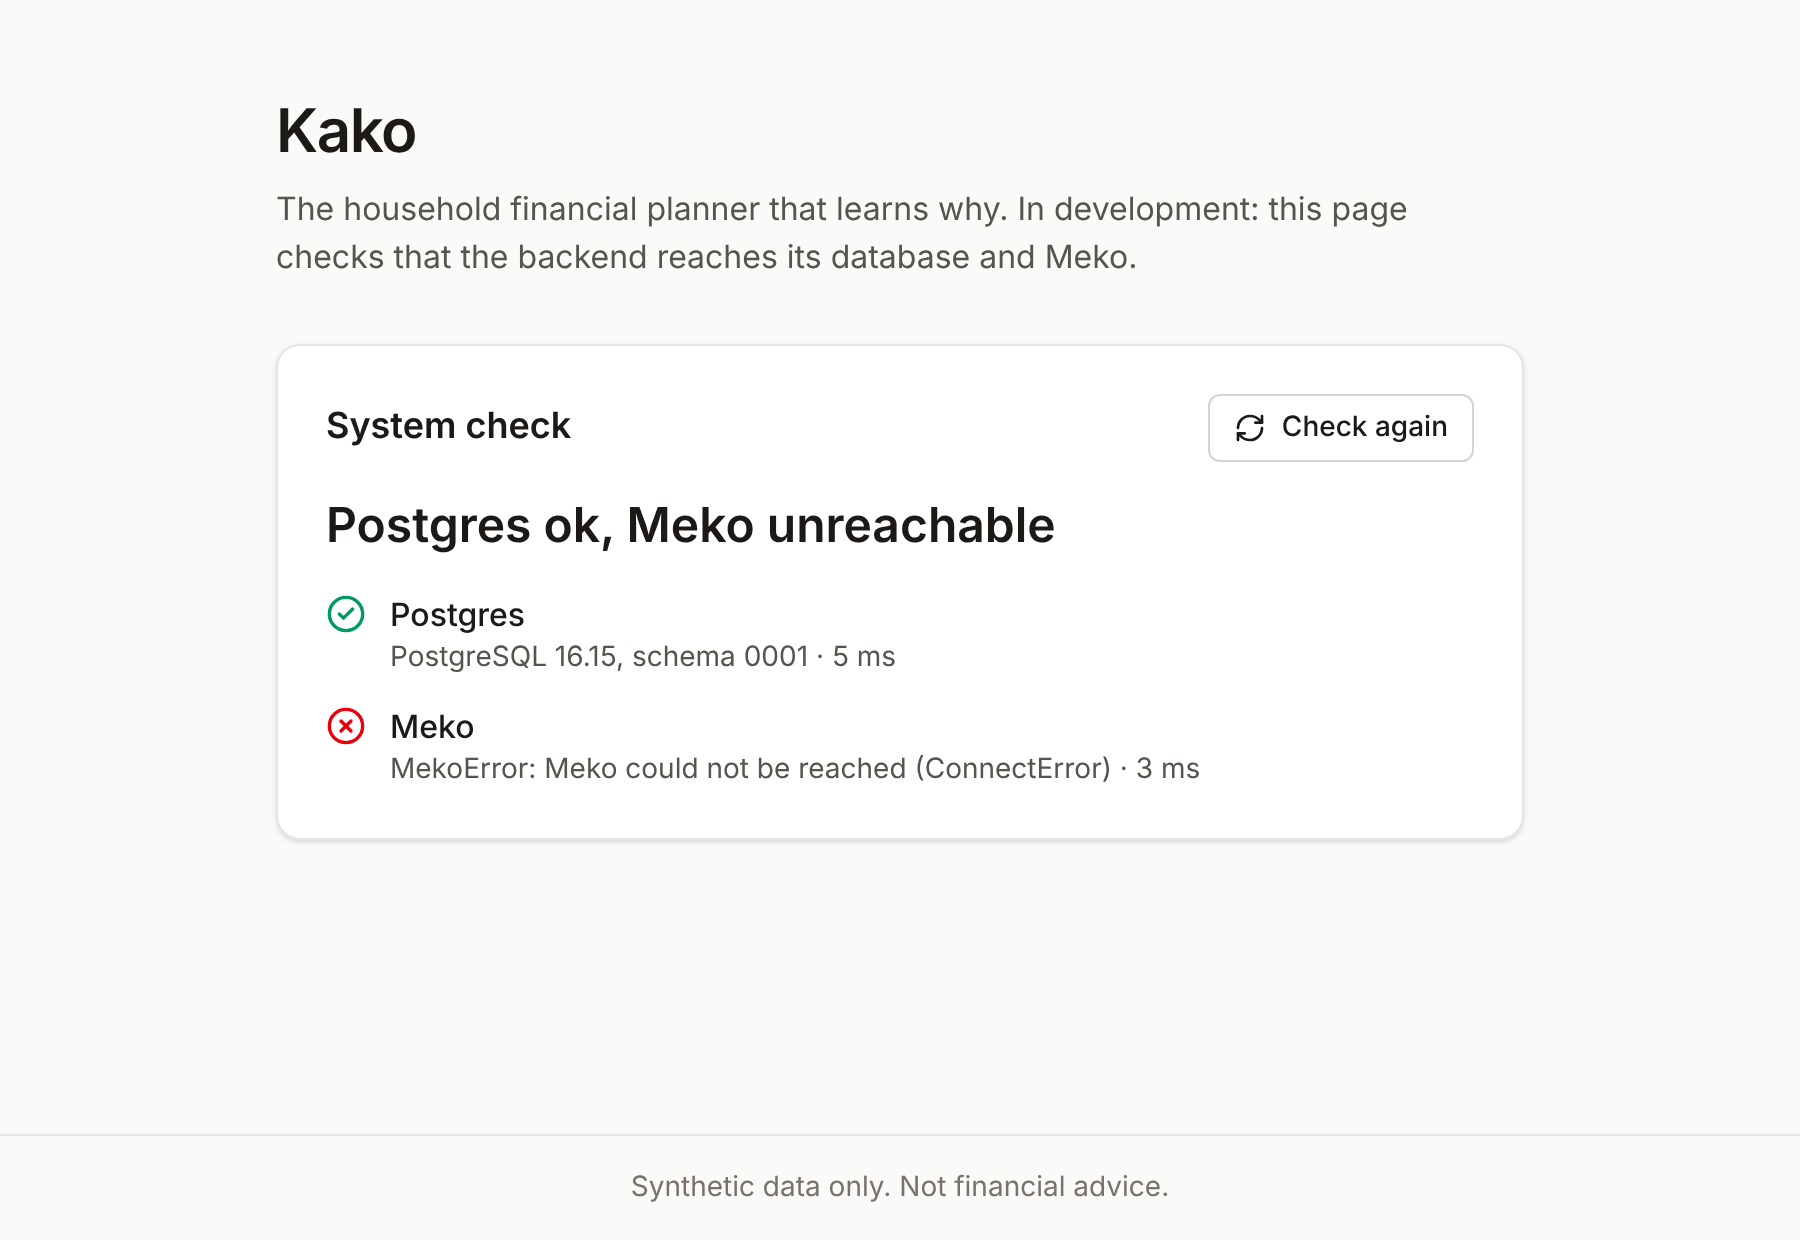 Kako
The household financial planner that learns why. In development: this page
checks that the backend reaches its database and Meko.
System check
Check again
Postgres ok, Meko unreachable
Postgres
PostgreSQL 16.15, schema 0001 · 5 ms
Meko
MekoError: Meko could not be reached (ConnectError) · 3 ms
Synthetic data only. Not financial advice.